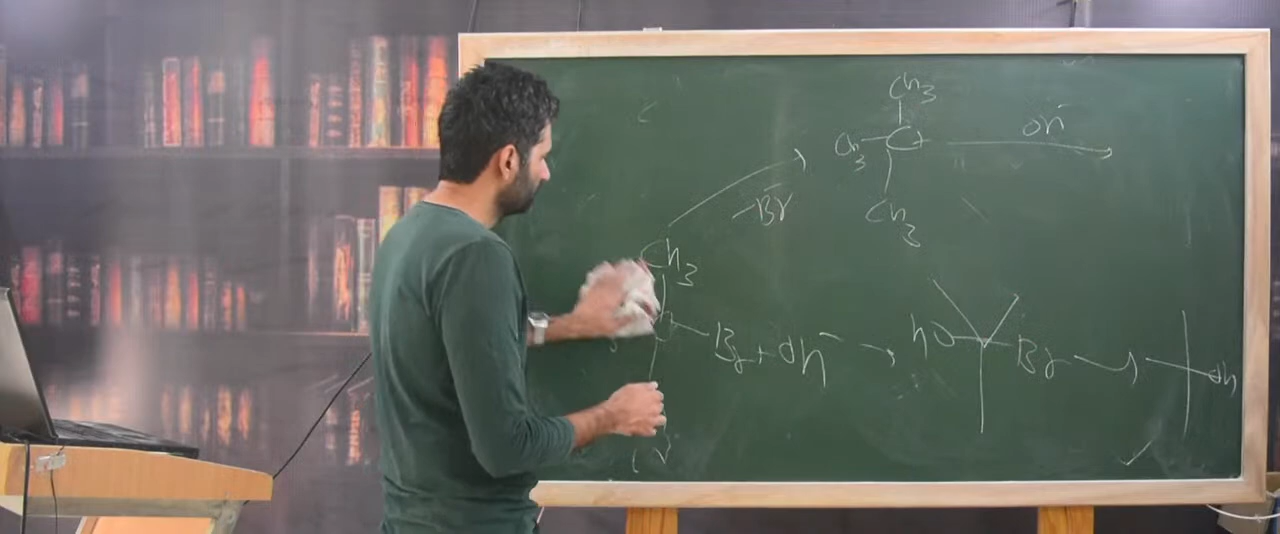 CH3
CH3 C+ OH-
-Br-
CH3
CH3
Br + OH- → HO Br → OH